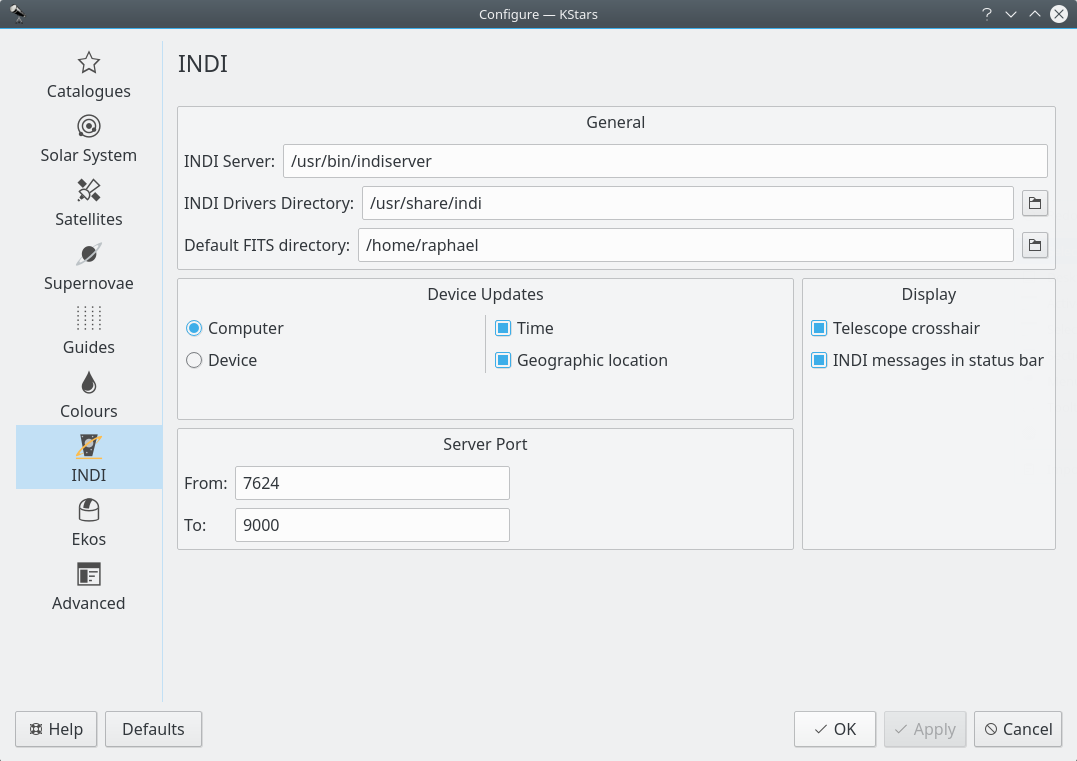 Configure — KStars
Catalogues
Solar System
Satellites
Supernovae
Guides
Colours
INDI
Ekos
Advanced
INDI
General
INDI Server: /usr/bin/indiserver
INDI Drivers Directory: /usr/share/indi
Default FITS directory: /home/raphael
Device Updates
Computer
Device
Time
Geographic location
Display
Telescope crosshair
INDI messages in status bar
Server Port
From: 7624
To: 9000
Help
Defaults
OK
Apply
Cancel